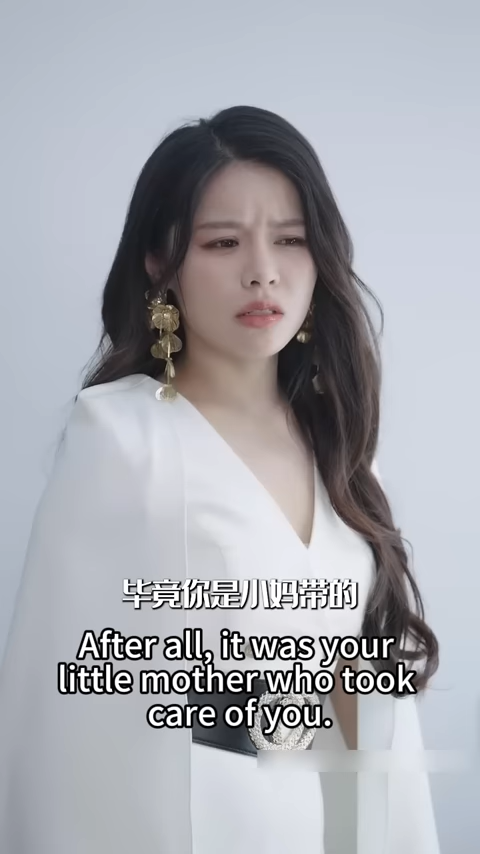 毕竟你是小妈带的
After all, it was your
little mother who took
care of you.